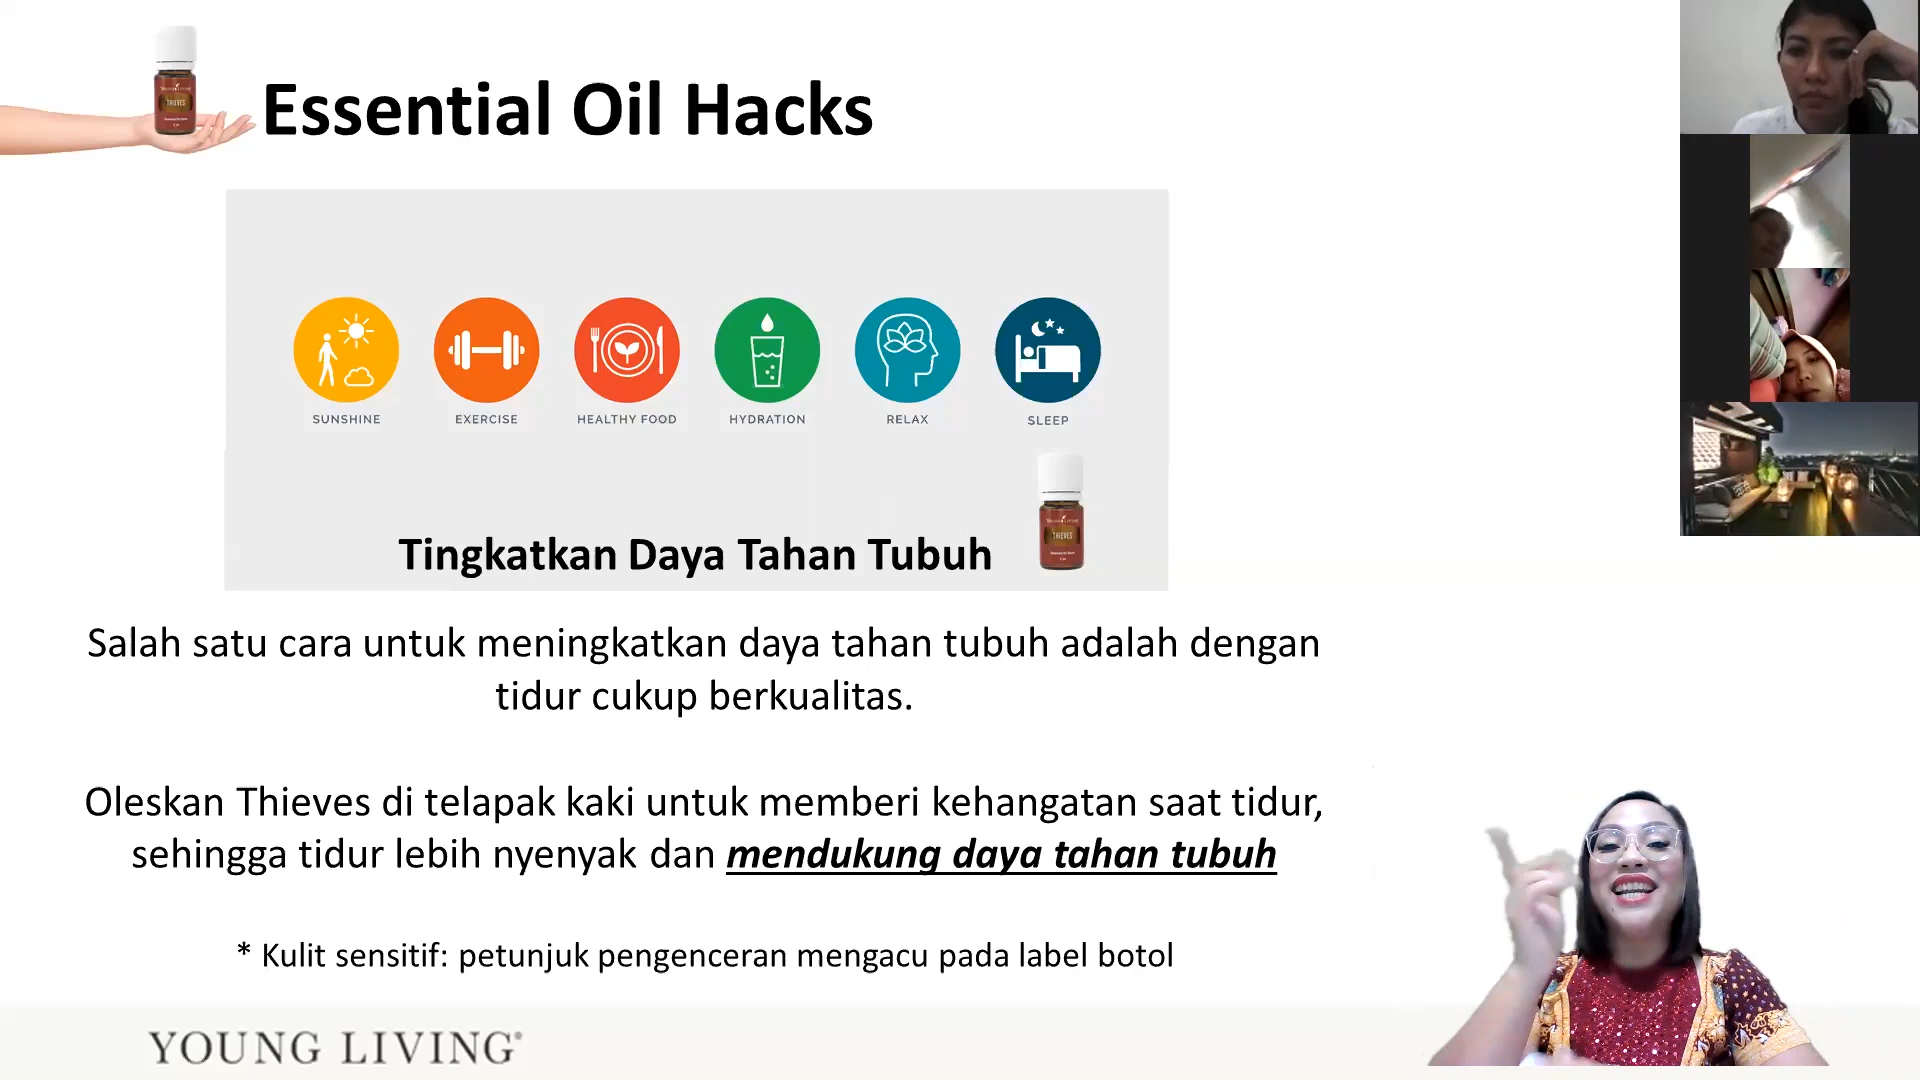 THIEVES
Essential Oil Hacks
SUNSHINE
EXERCISE
HEALTHY FOOD
HYDRATION
RELAX
SLEEP
THIEVES
Tingkatkan Daya Tahan Tubuh
Salah satu cara untuk meningkatkan daya tahan tubuh adalah dengan
tidur cukup berkualitas.
Oleskan Thieves di telapak kaki untuk memberi kehangatan saat tidur,
sehingga tidur lebih nyenyak dan mendukung daya tahan tubuh
* Kulit sensitif: petunjuk pengenceran mengacu pada label botol
YOUNG LIVING®